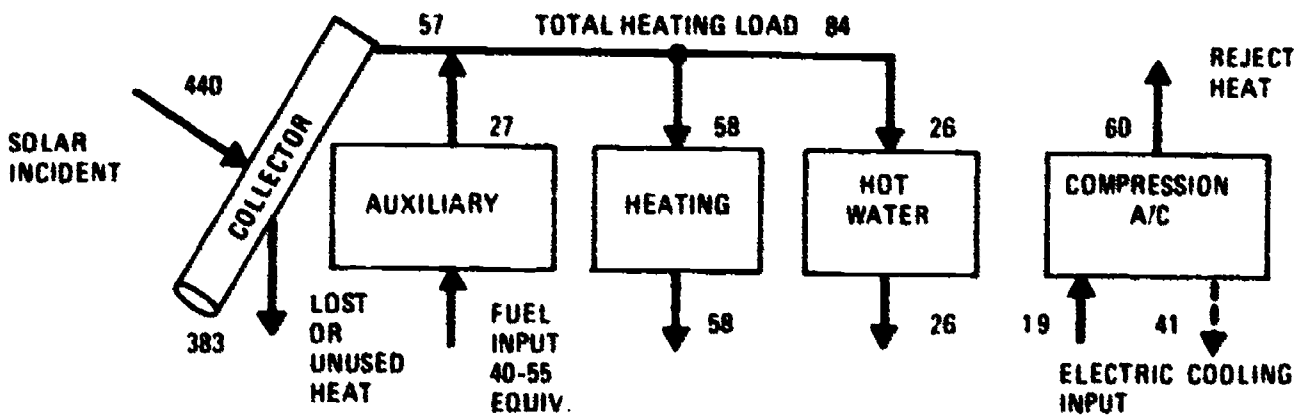 57
TOTAL HEATING LOAD 84
440
SOLAR
INCIDENT
COLLECTOR
383
LOST
OR
UNUSED
HEAT
27
AUXILIARY
FUEL
INPUT
40-55
EQUIV.
58
HEATING
58
26
HOT
WATER
26
REJECT
HEAT
60
COMPRESSION
A/C
19
41
ELECTRIC COOLING
INPUT